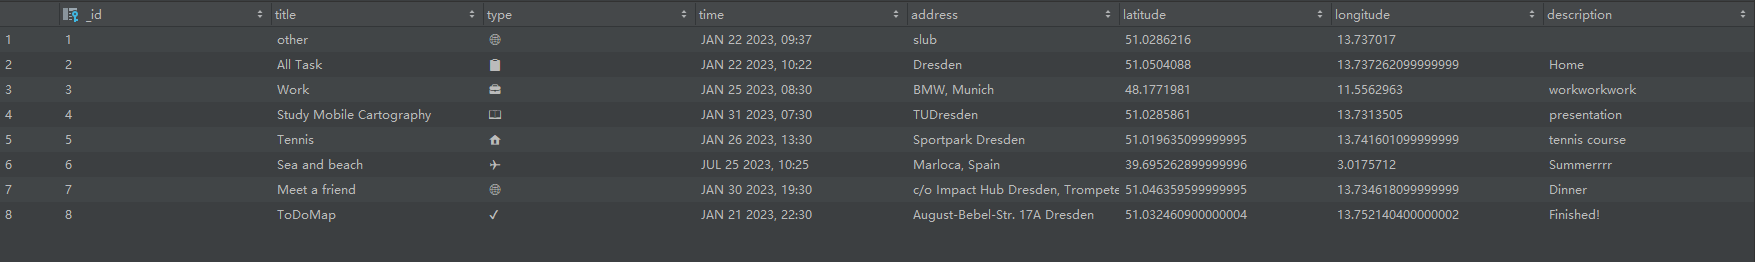 _id title type time address latitude longitude description
1 1 other 🌐 JAN 22 2023, 09:37 slub 51.0286216 13.737017
2 2 All Task 📋 JAN 22 2023, 10:22 Dresden 51.0504088 13.737262099999999 Home
3 3 Work 💼 JAN 25 2023, 08:30 BMW, Munich 48.1771981 11.5562963 workworkwork
4 4 Study Mobile Cartography 📖 JAN 31 2023, 07:30 TUDresden 51.0285861 13.7313505 presentation
5 5 Tennis 🏠 JAN 26 2023, 13:30 Sportpark Dresden 51.019635099999995 13.741601099999999 tennis course
6 6 Sea and beach ✈ JUL 25 2023, 10:25 Marloca, Spain 39.695262899999996 3.0175712 Summerrrr
7 7 Meet a friend 🌐 JAN 30 2023, 19:30 c/o Impact Hub Dresden, Trompete 51.046359599999995 13.734618099999999 Dinner
8 8 ToDoMap ✓ JAN 21 2023, 22:30 August-Bebel-Str. 17A Dresden 51.032460900000004 13.752140400000002 Finished!